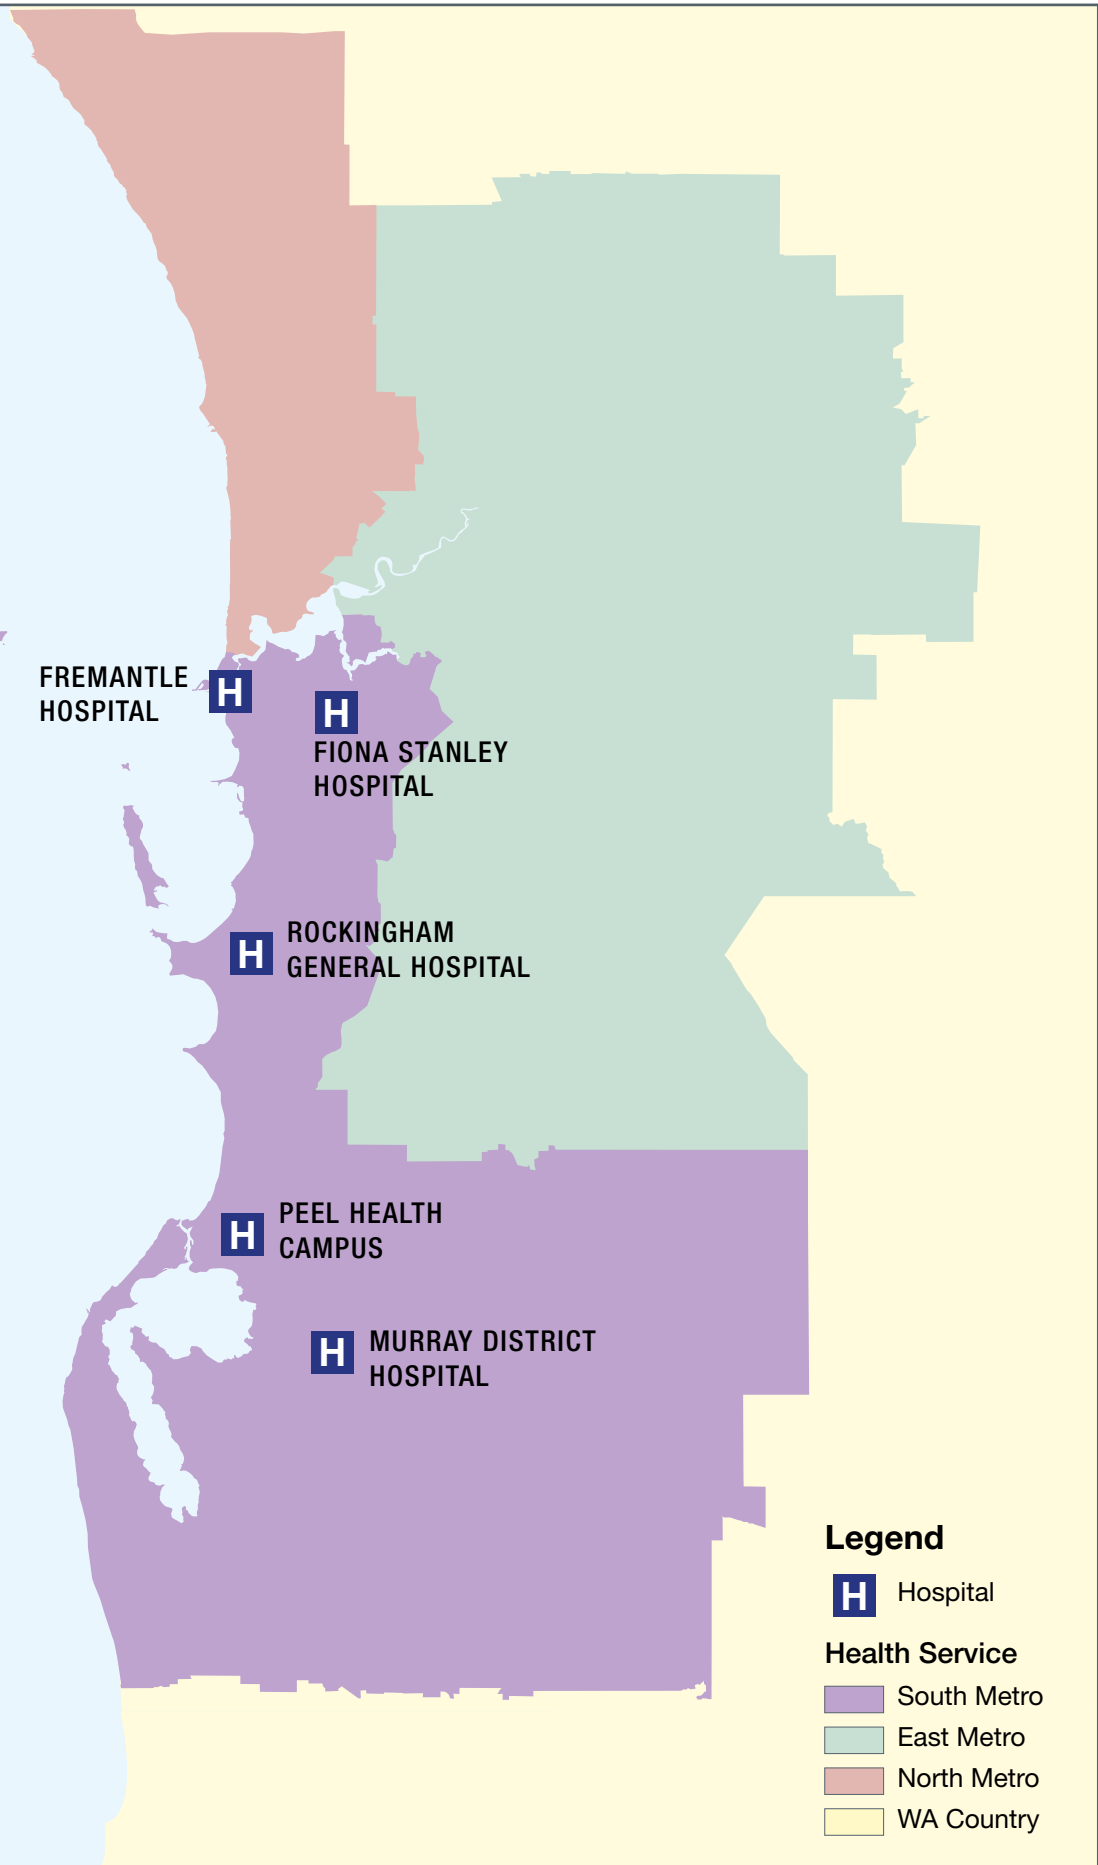 FREMANTLE
HOSPITAL
H
H
FIONA STANLEY
HOSPITAL
H
ROCKINGHAM
GENERAL HOSPITAL
H
PEEL HEALTH
CAMPUS
H
MURRAY DISTRICT
HOSPITAL
Legend
H Hospital
Health Service
South Metro
East Metro
North Metro
WA Country